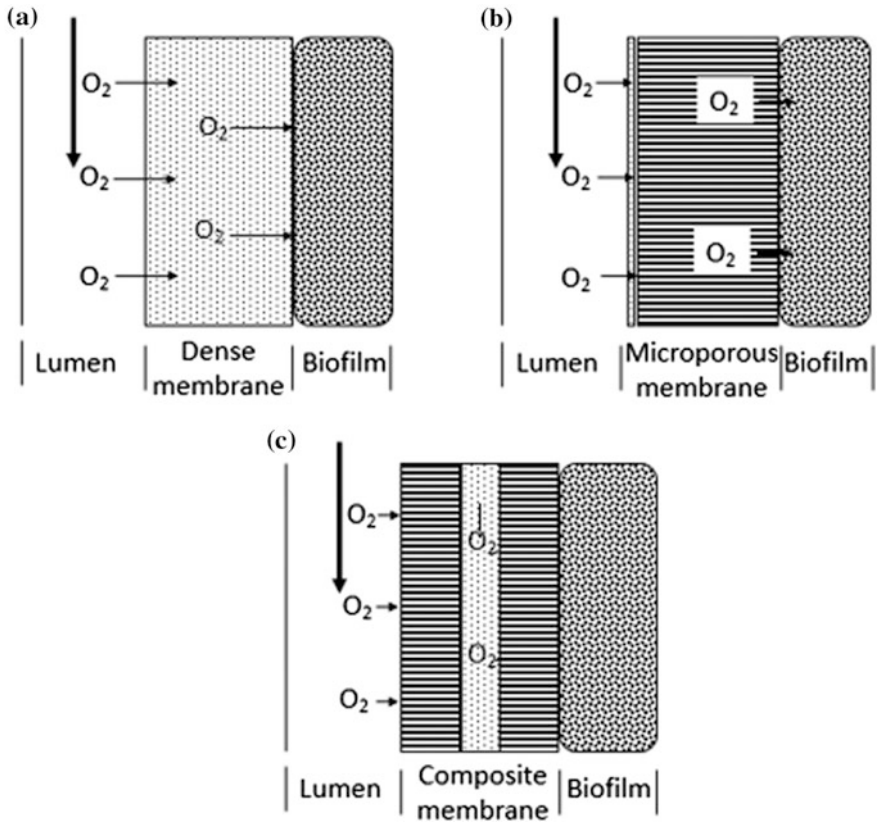 (a)
O2
O2
O2
O2
O2
Lumen
Dense
membrane
Biofilm
(b)
O2
O2
O2
O2
O2
Lumen
Microporous
membrane
Biofilm
(c)
O2
O2
O2
O2
O2
Lumen
Composite
membrane
Biofilm